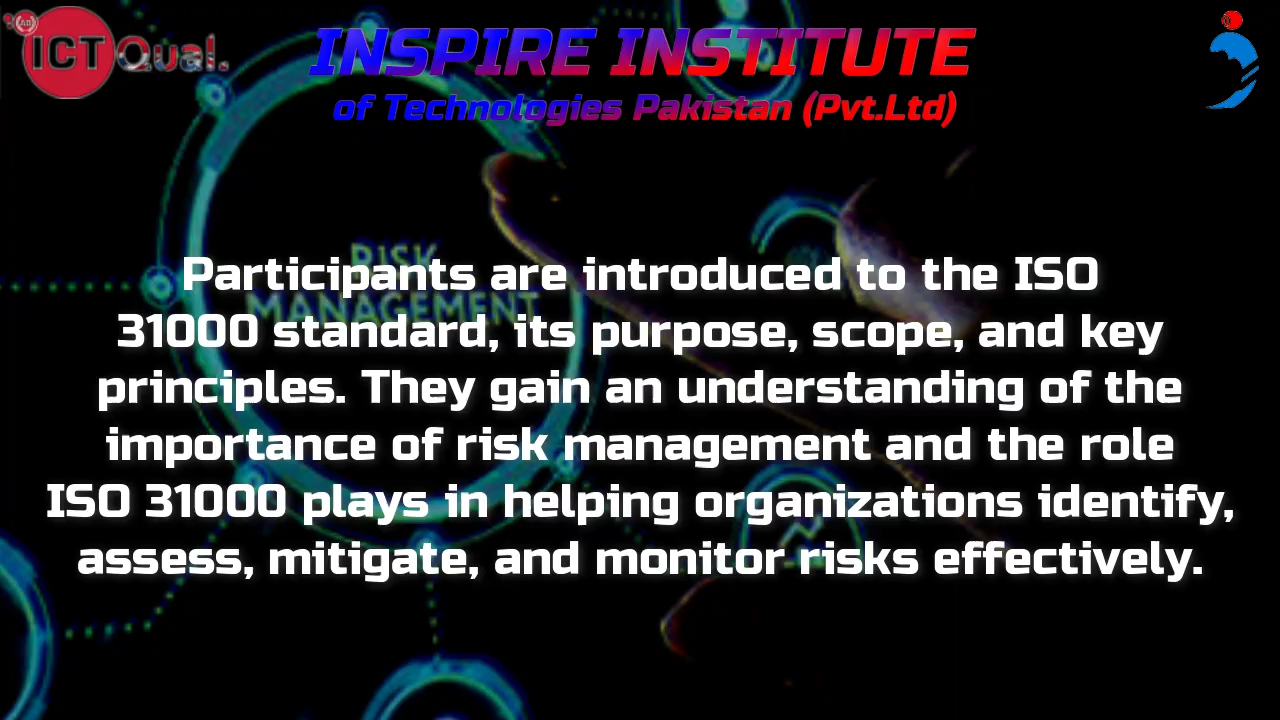 ICTQual.
INSPIRE INSTITUTE
of Technologies Pakistan (Pvt.Ltd)
RISK
MANAGEMENT
Participants are introduced to the ISO
31000 standard, its purpose, scope, and key
principles. They gain an understanding of the
importance of risk management and the role
ISO 31000 plays in helping organizations identify,
assess, mitigate, and monitor risks effectively.